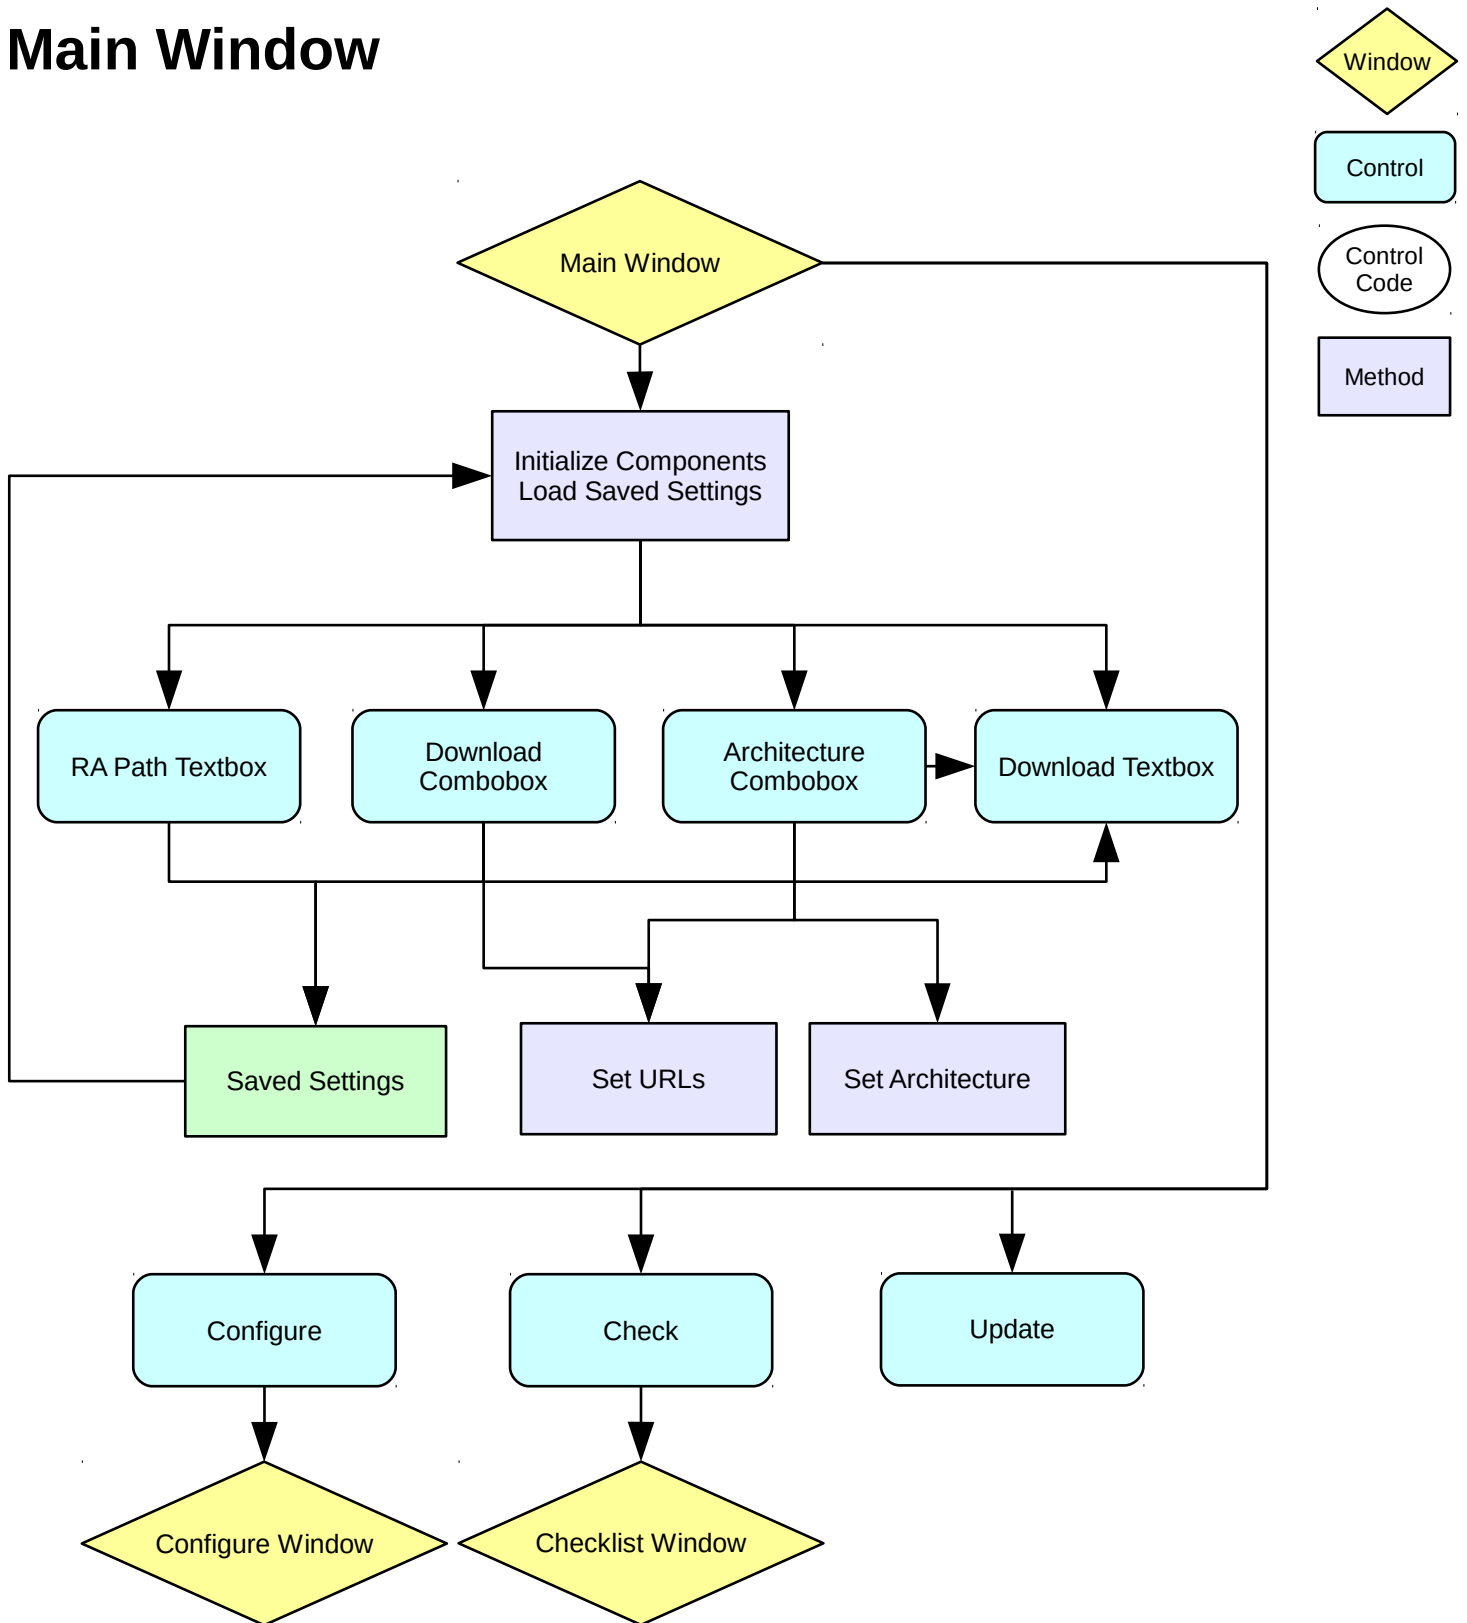 Main Window
Window
Control
Control
Code
Method
Main Window
Initialize Components
Load Saved Settings
RA Path Textbox
Download
Combobox
Architecture
Combobox
Download Textbox
Saved Settings
Set URLs
Set Architecture
Configure
Check
Update
Configure Window
Checklist Window